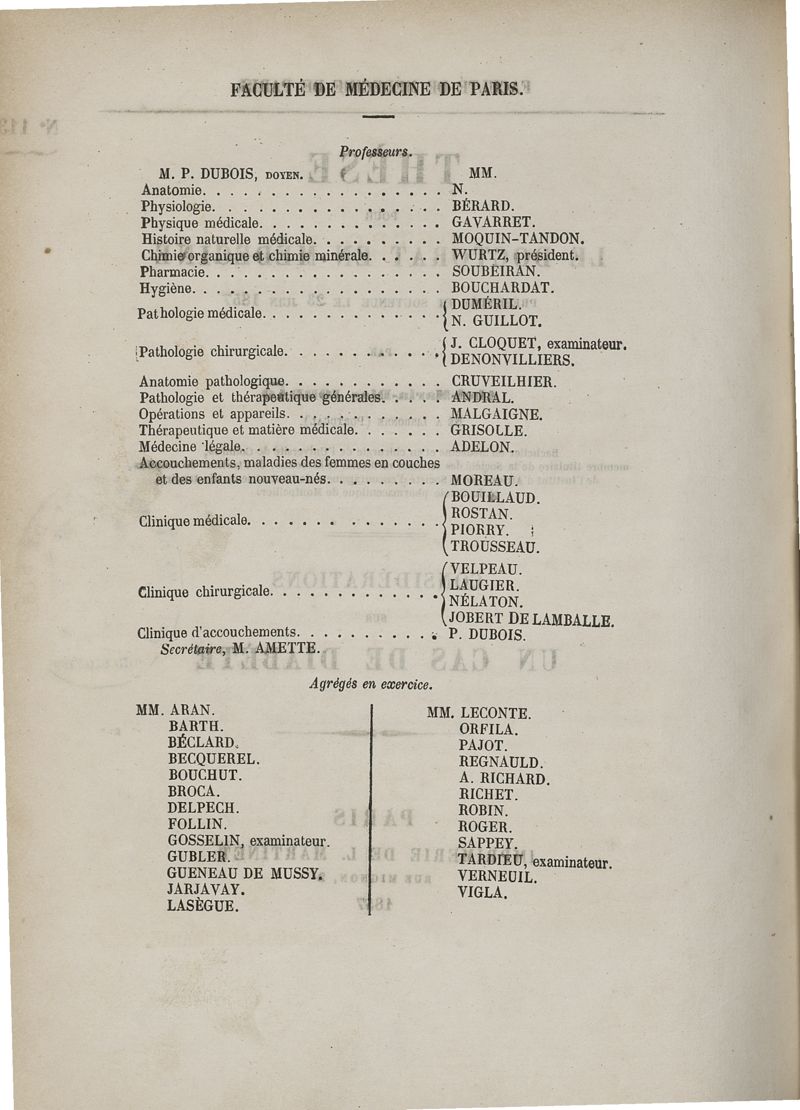 FACULTÉ DE MÉDECINE DE PARIS.
Professeurs.
M. P. DUBOIS, DOYEN. MM.
Anatomie. . . . . . . . . . . . . . . . . . N.
Physiologie. . . . . . . . . . . . . . . . . BÉRARD.
Physique médicale. . . . . . . . . . . . . . GAVARRET.
Histoire naturelle médicale. . . . . . . . . . MOQUIN-TANDON.
Chimie organique et chimie minérale. . . . . . WURTZ, président.
Pharmacie. . . . . . . . . . . . . . . . . . SOUBEIRAN.
Hygiène. . . . . . . . . . . . . . . . . . . BOUCHARDAT.
Pathologie médicale. . . . . . . . . . . . . . { DUMÉRIL.
N. GUILLOT.
Pathologie chirurgicale. . . . . . . . . . . . { J. CLOQUET, examinateur.
DENONVILLIERS.
Anatomie pathologique. . . . . . . . . . . . CRUVEILHIER.
Pathologie et thérapeutique générales. . . . . ANDRAL.
Opérations et appareils. . . . . . . . . . . . MALGAIGNE.
Thérapeutique et matière médicale. . . . . . . GRISOLLE.
Médecine légale. . . . . . . . . . . . . . . ADELON.
Accouchements, maladies des femmes en couches
et des enfants nouveau-nés. . . . . . . . . MOREAU.
Clinique médicale. . . . . . . . . . . . . . { BOUILLAUD.
ROSTAN.
PIORRY.
TROUSSEAU.
Clinique chirurgicale. . . . . . . . . . . . . { VELPEAU.
LAUGIER.
NÉLATON.
JOBERT DE LAMBALLE.
Clinique d'accouchements. . . . . . . . . . . P. DUBOIS.
Secrétaire, M. AMETTE.
Agrégés en exercice.
MM. ARAN.
BARTH.
BÉCLARD.
BECQUEREL.
BOUCHUT.
BROCA.
DELPECH.
FOLLIN.
GOSSELIN, examinateur.
GUBLER.
GUENEAU DE MUSSY.
JARJAVAY.
LASÈGUE.
MM. LECONTE.
ORFILA.
PAJOT.
REGNAULD.
A. RICHARD.
RICHET.
ROBIN.
ROGER.
SAPPEY.
TARDIEU, examinateur.
VERNEUIL.
VIGLA.